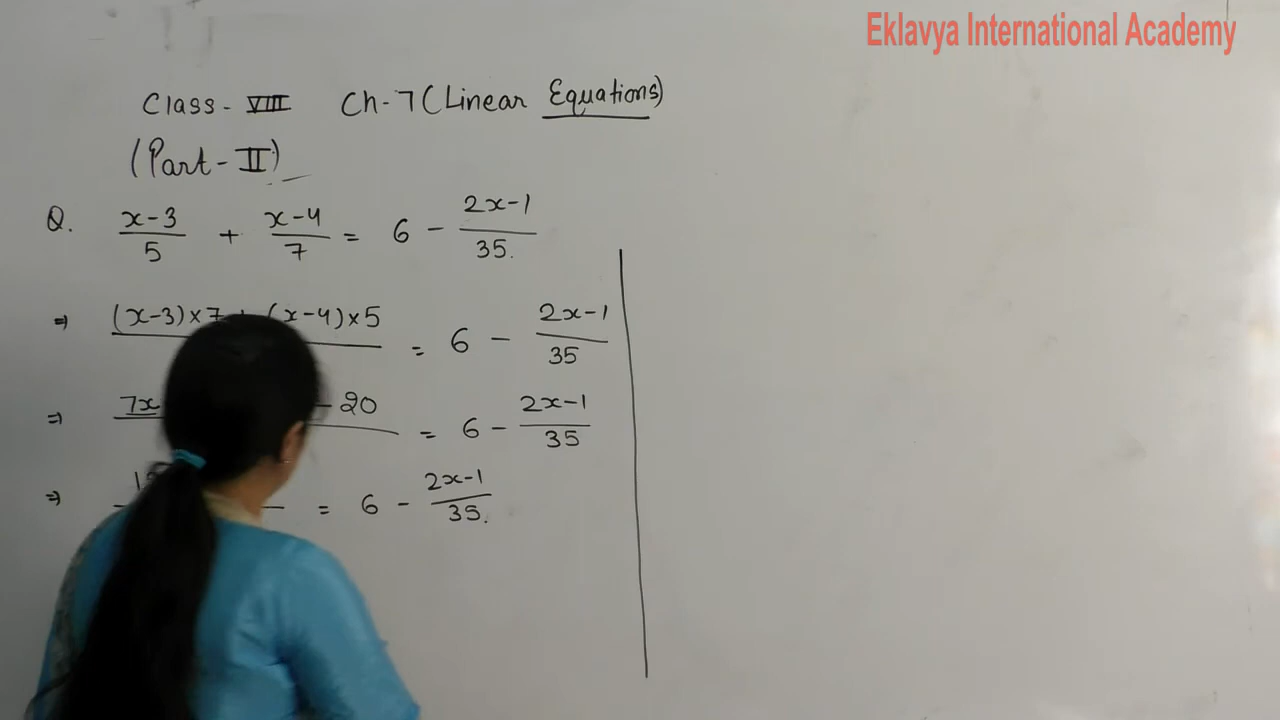 Eklavya International Academy
Class - VIII Ch - 7 (Linear Equations)
(Part - II)
Q. x-3/5 + x-4/7 = 6 - 2x-1/35.
⇒ (x-3)×7 + (x-4)×5 = 6 - 2x-1/35
⇒ 7x - 20 = 6 - 2x-1/35
⇒ = 6 - 2x-1/35.